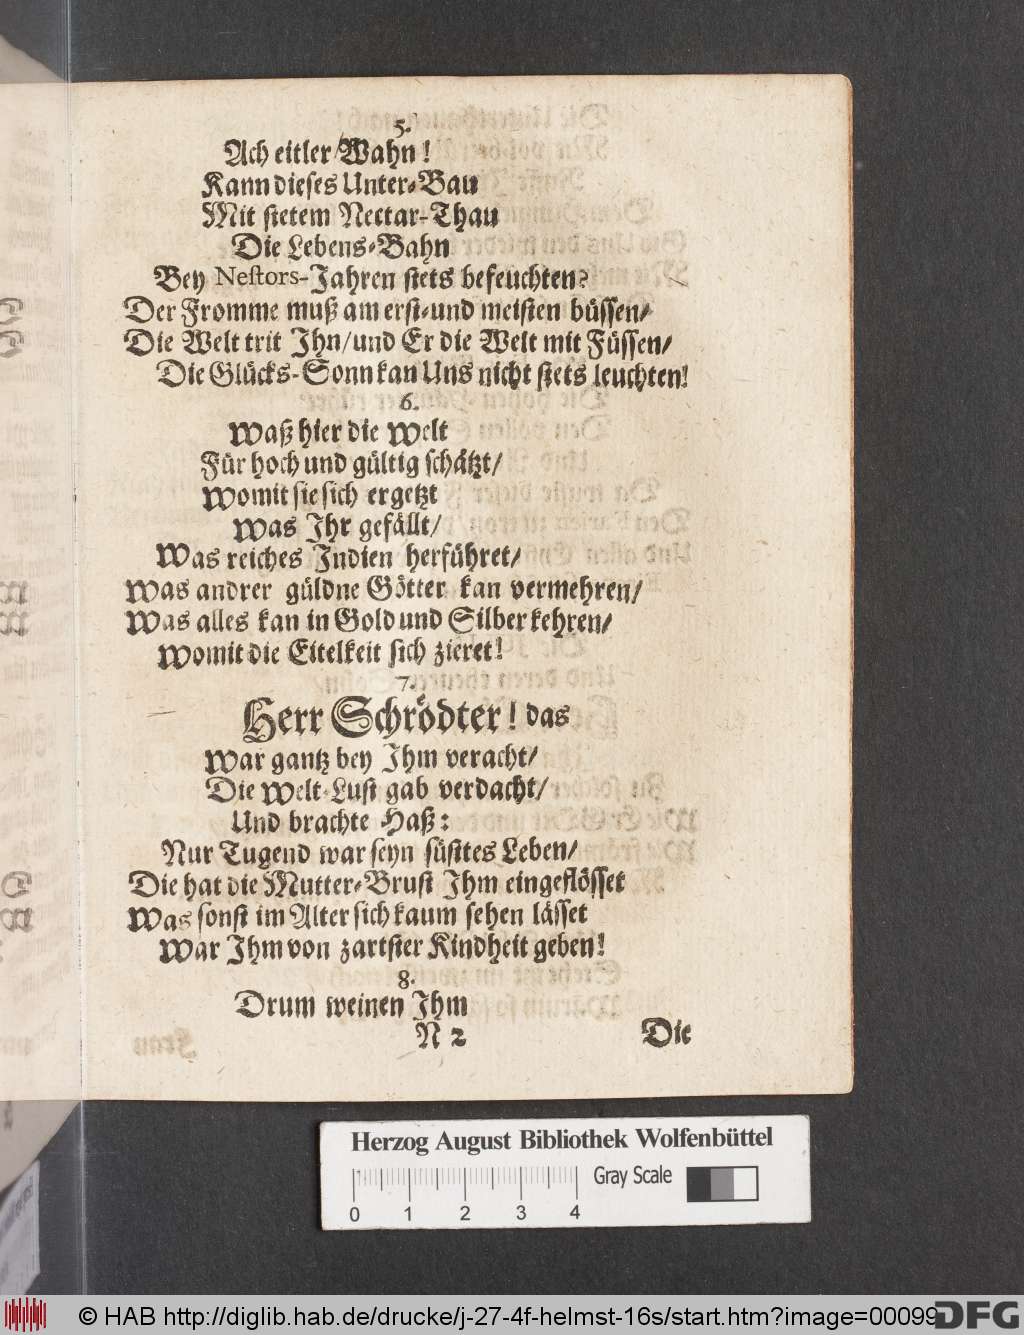 5.
Ach eitler/Wahn!
Kann dieses Unter-Bau
Mit stetem Nectar-Thau
Die Lebens-Bahn
Bey Nestors-Jahren stets befeuchten?
Der Fromme muß am erst-und meisten büssen/
Die Welt trit Ihn/und Er die Welt mit Füssen/
Die Glücks-Sonn kan Uns nicht stets leuchten!
6.
Waß hier die Welt
Für hoch und gültig schätzt/
Womit sie sich ergetzt
Was Ihr gefällt/
Was reiches Indien herführet/
Was andrer güldne Götter kan vermehren/
Was alles kan in Gold und Silber kehren/
Womit die Eitelkeit sich zieret!
7.
Herr Schrödter! das
War gantz bey Ihm veracht/
Die Welt-Lust gab verdacht/
Und brachte Haß:
Nur Tugend war seyn süsstes Leben/
Die hat die Mutter-Brust Ihm eingeflösset
Was sonst im Alter sich kaum sehen lässet
War Ihm von zartster Kindheit geben!
8.
Drum weinen Ihm
N 2 Die
Herzog August Bibliothek Wolfenbüttel
Gray Scale
0 1 2 3 4
© HAB http://diglib.hab.de/drucke/j-27-4f-helmst-16s/start.htm?image=00099
DFG